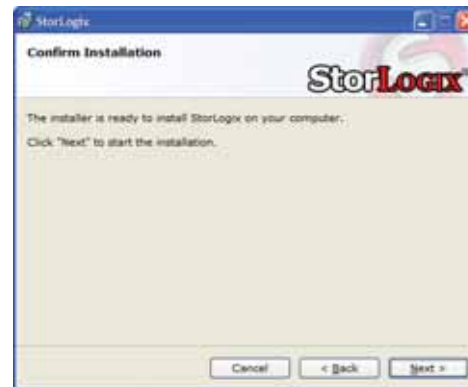 StorLogix
Confirm Installation
StorLogix
The installer is ready to install StorLogix on your computer.
Click "Next" to start the installation.
Cancel
< Back
Next >